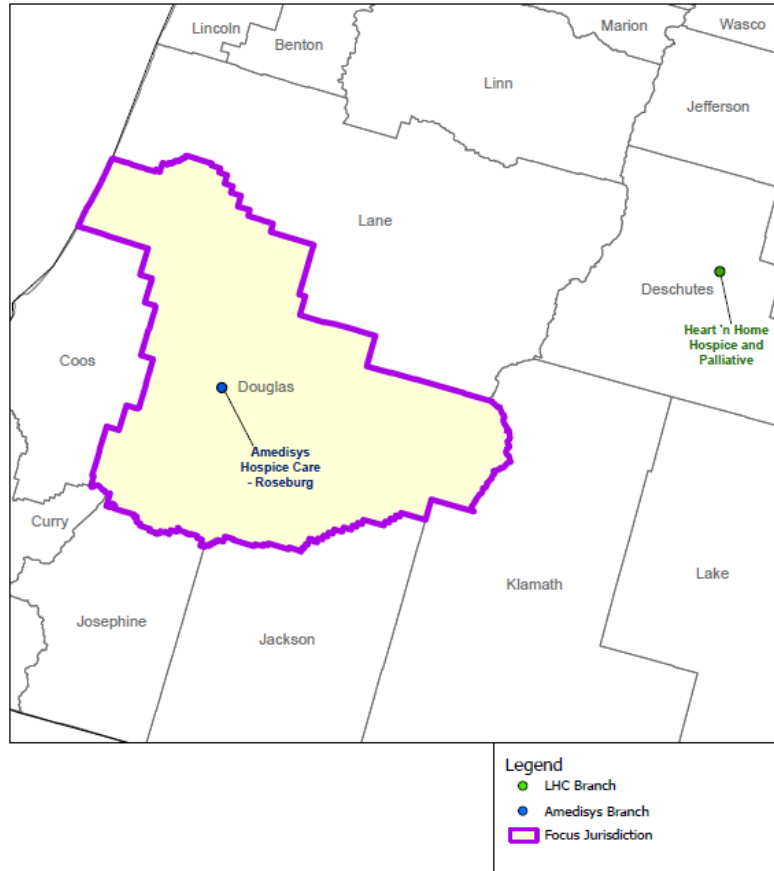 Lincoln
Benton
Marion
Wasco
Linn
Jefferson
Lane
Deschutes
Heart 'n Home
Hospice and
Palliative
Coos
Douglas
Amedisys
Hospice Care
- Roseburg
Curry
Klamath
Lake
Josephine
Jackson
Legend
LHC Branch
Amedisys Branch
Focus Jurisdiction